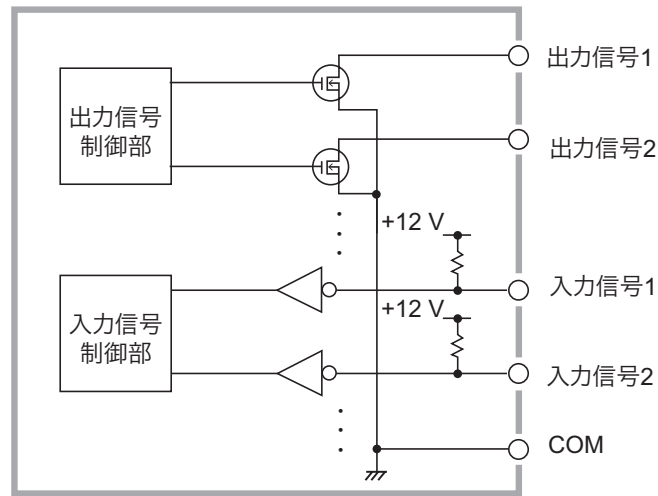 出力信号1
出力信号
制御部
出力信号2
+12 V
入力信号1
+12 V
入力信号
制御部
入力信号2
COM